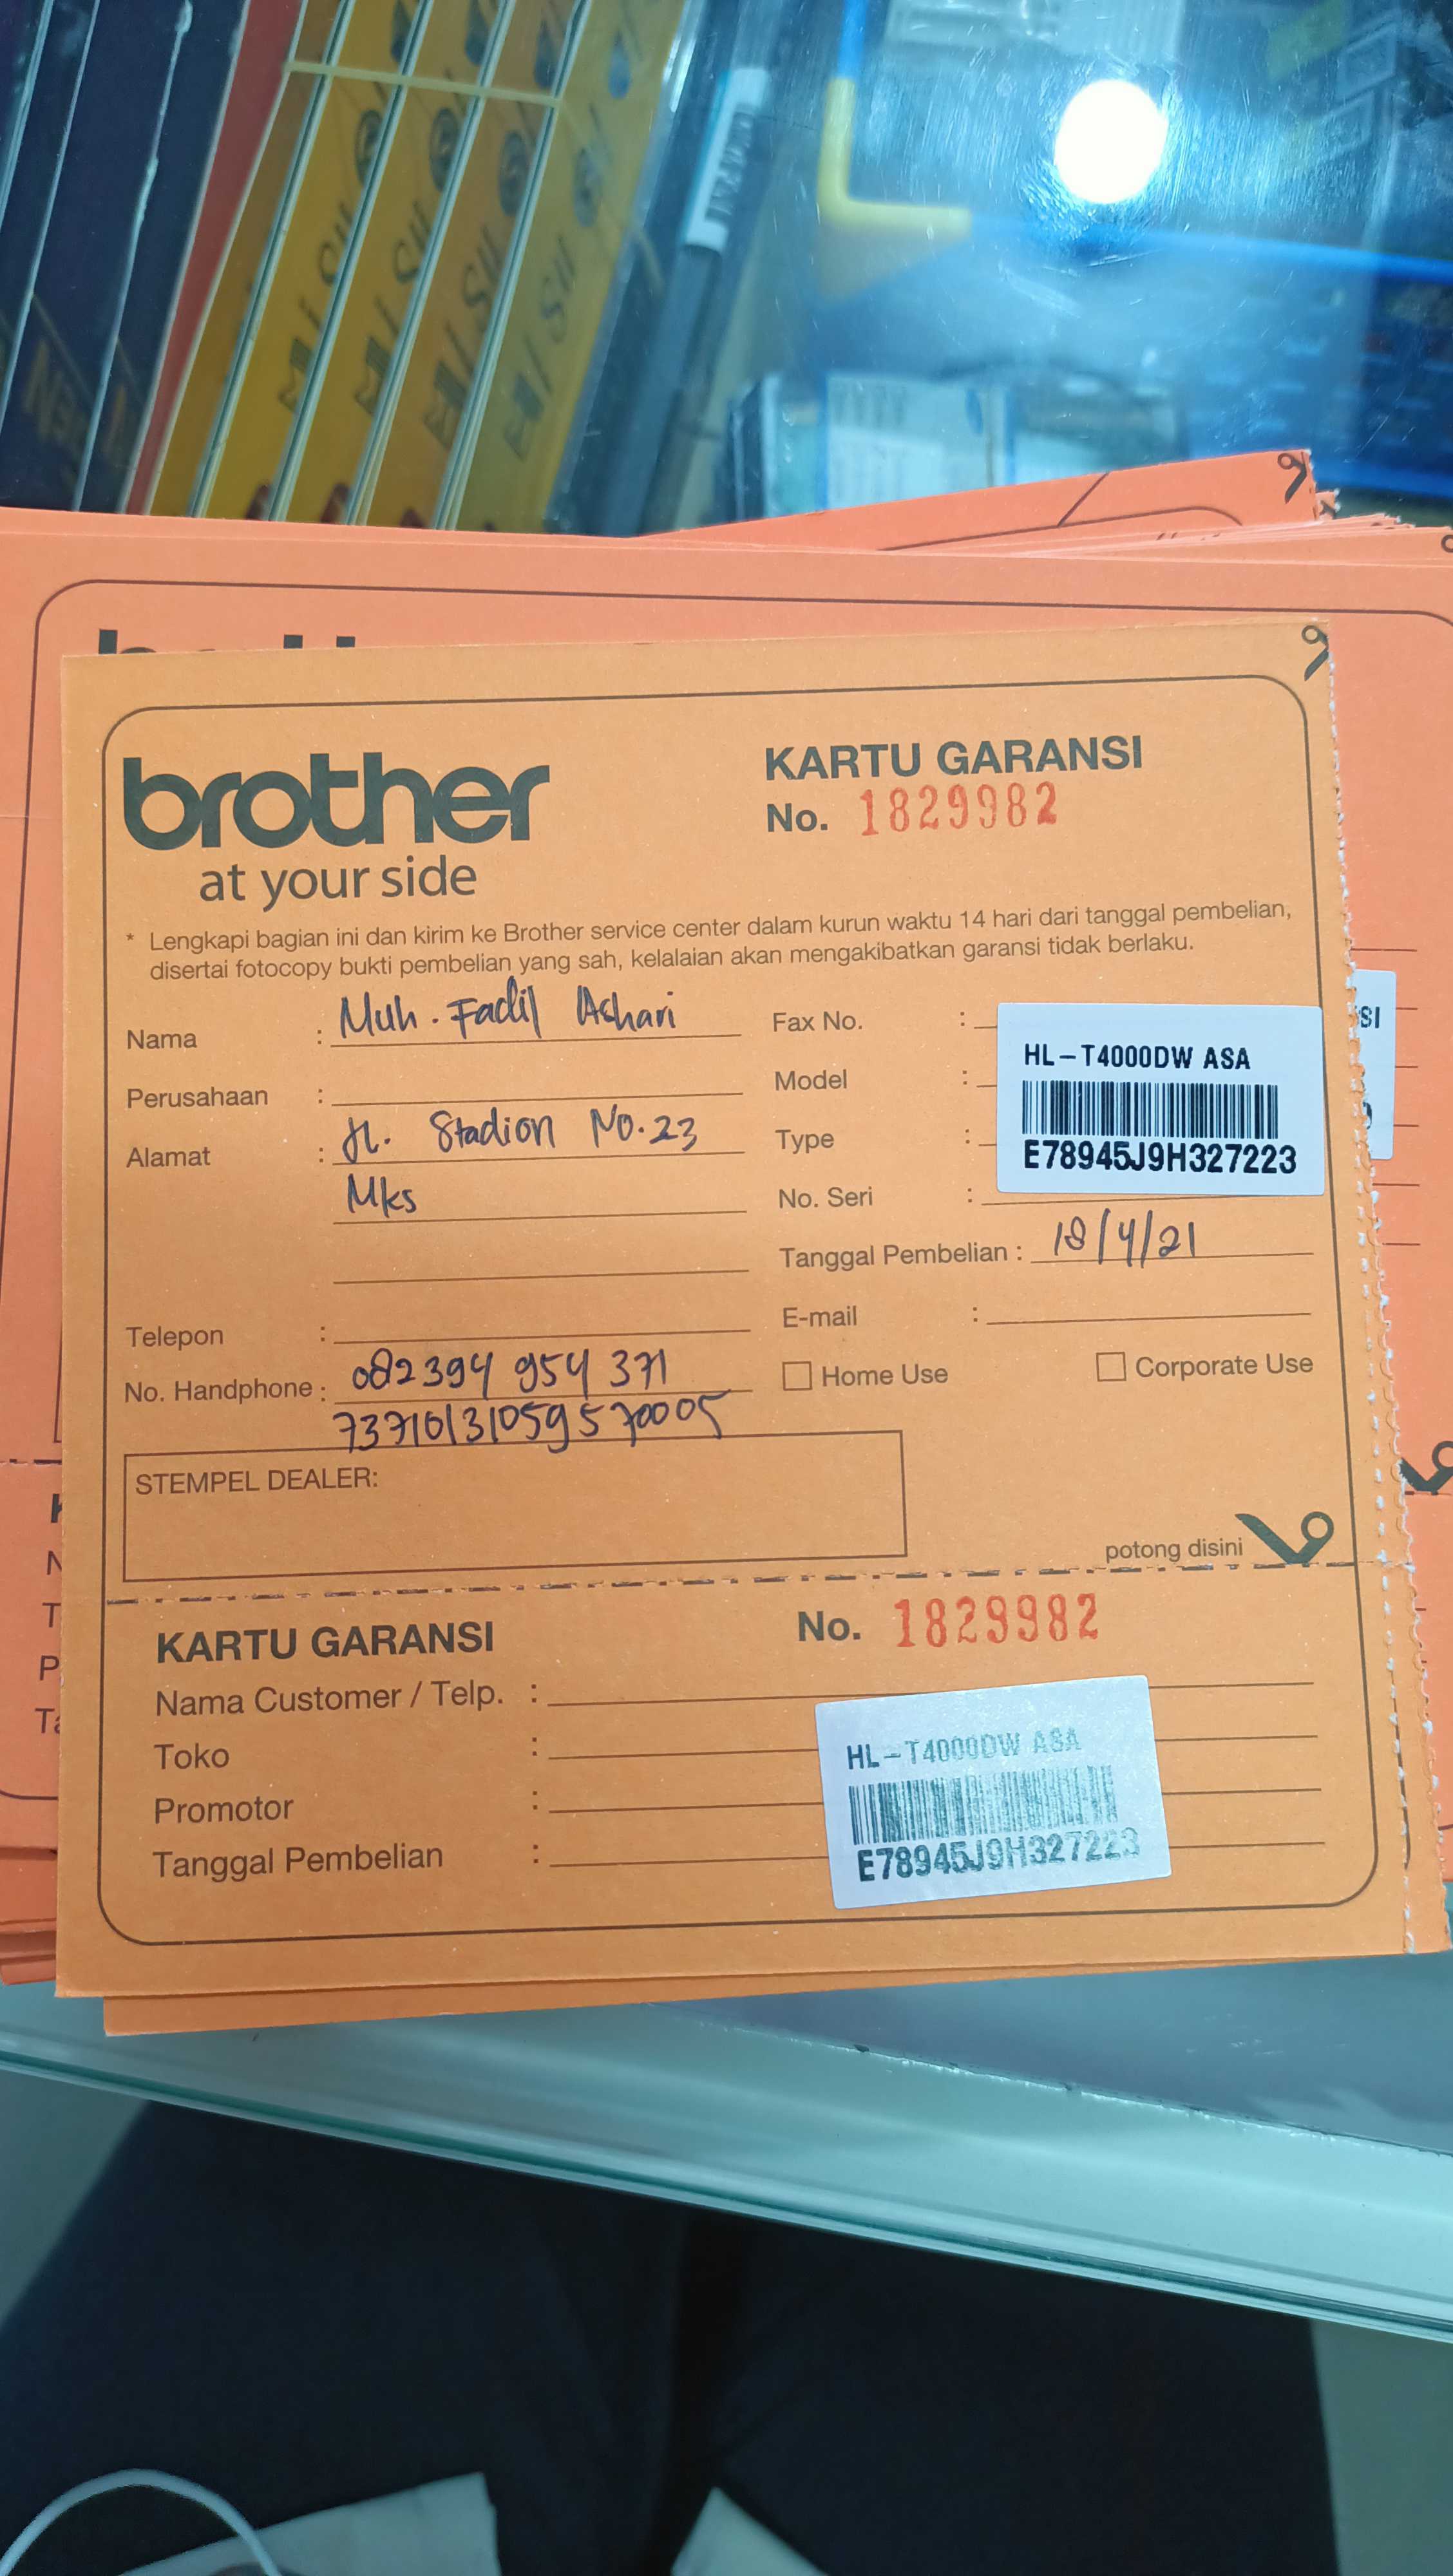 brother
at your side
KARTU GARANSI
No. 1829982
* Lengkapi bagian ini dan kirim ke Brother service center dalam kurun waktu 14 hari dari tanggal pembelian,
disertai fotocopy bukti pembelian yang sah, kelalaian akan mengakibatkan garansi tidak berlaku.
Nama : Muh. Fadil Ashari
Perusahaan :
Alamat : Jl. Stadion No. 23
Mks
Telepon :
No. Handphone : 082394 954 371
7371013105957 0005
Fax No. :
Model :
Type :
No. Seri :
HL-T4000DW ASA
E78945J9H327223
Tanggal Pembelian : 18/4/21
E-mail :
Home Use
Corporate Use
STEMPEL DEALER:
potong disini
KARTU GARANSI
No. 1829982
Nama Customer / Telp. :
Toko :
Promotor :
Tanggal Pembelian :
HL-T4000DW ASA
E78945J9H327223